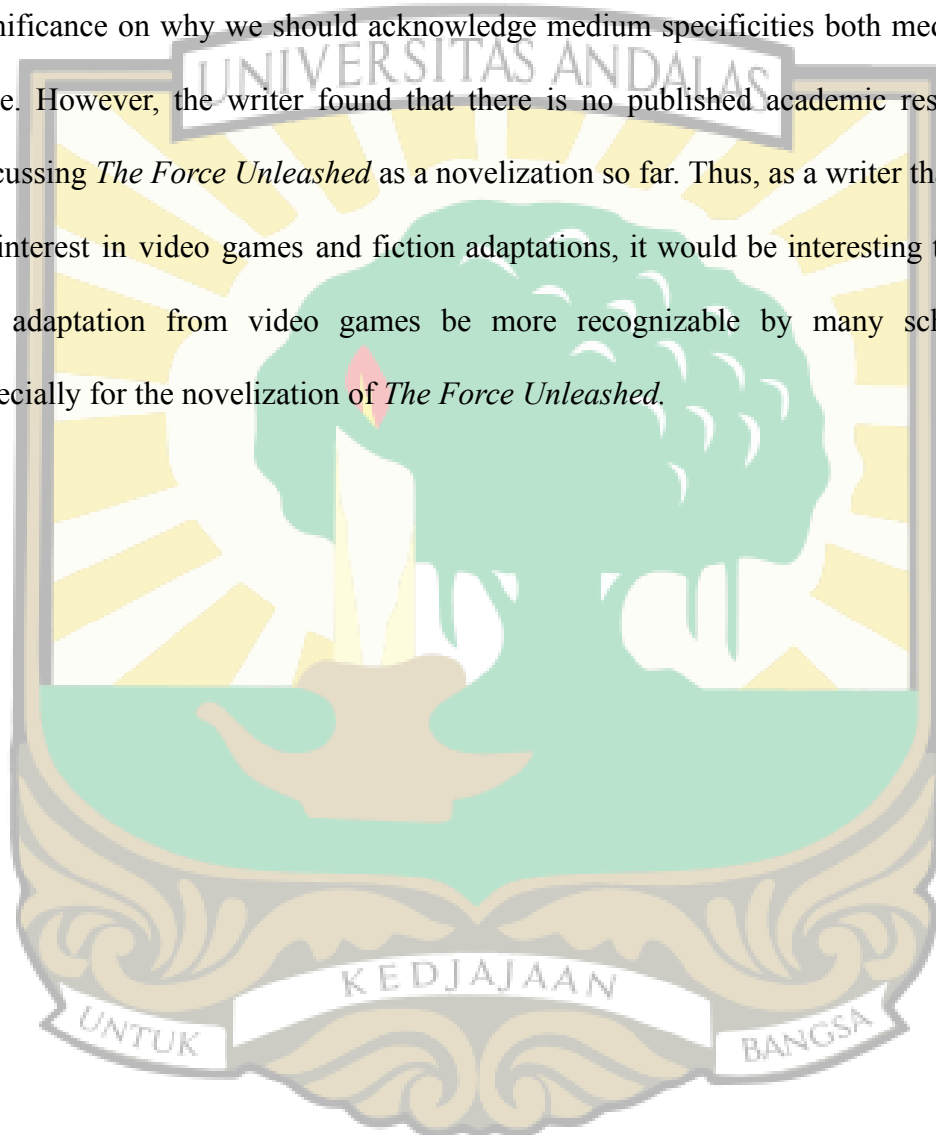 nificance on why we should acknowledge medium specificities both med
UNIVERSITAS ANDALAS
e. However, the writer found that there is no published academic res
cussing The Force Unleashed as a novelization so far. Thus, as a writer tha
interest in video games and fiction adaptations, it would be interesting t
adaptation from video games be more recognizable by many sch
ecially for the novelization of The Force Unleashed.
KEDJAJAAN
UNTUK
BANGSA